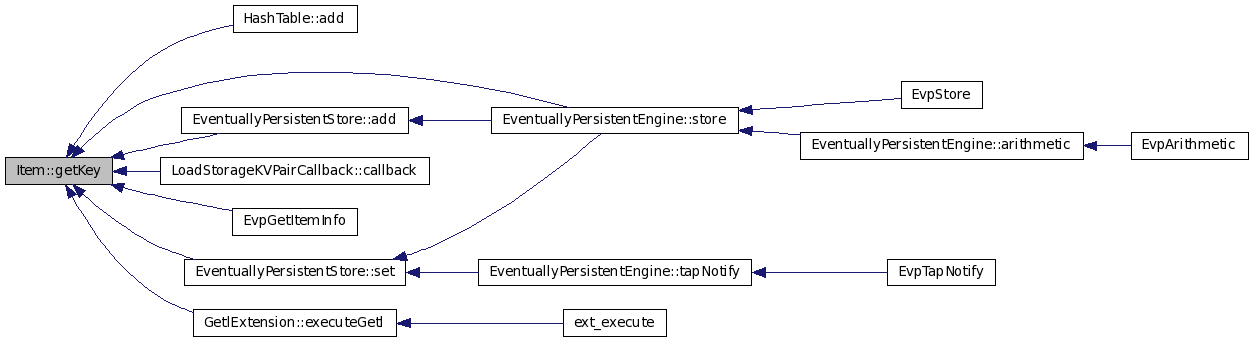 HashTable::add
EvpStore
EventuallyPersistentStore::add
EventuallyPersistentEngine::store
EventuallyPersistentEngine::arithmetic
EvpArithmetic
Item::getKey
LoadStorageKVPairCallback::callback
EvpGetItemInfo
EventuallyPersistentStore::set
EventuallyPersistentEngine::tapNotify
EvpTapNotify
GetlExtension::executeGetl
ext_execute